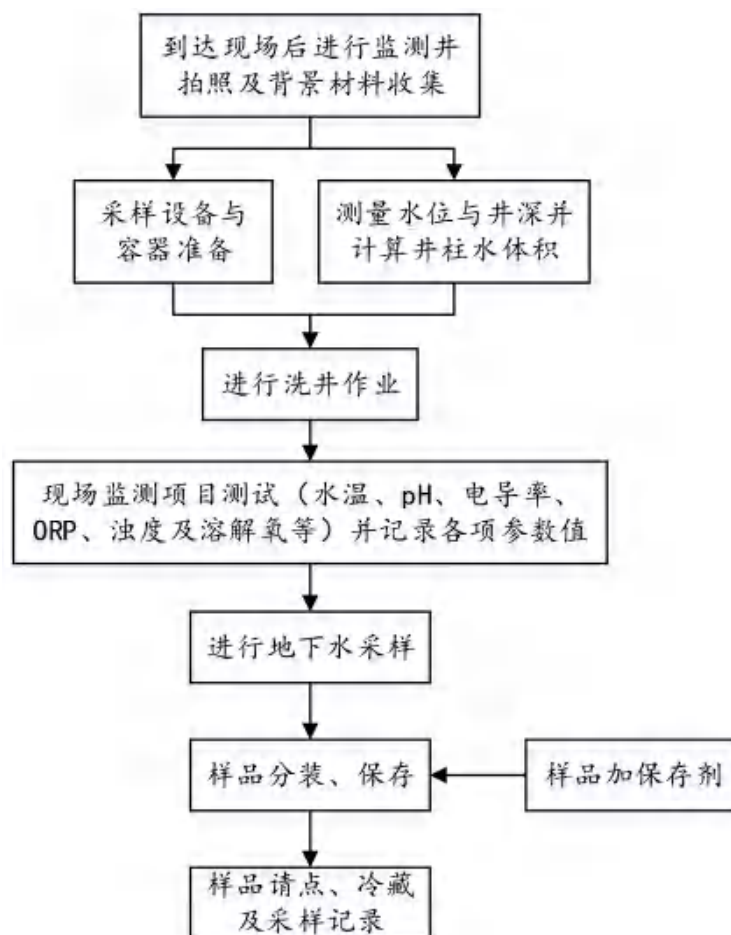 到达现场后进行监测井
拍照及背景材料收集
采样设备与
容器准备
测量水位与井深并
计算井柱水体积
进行洗井作业
现场监测项目测试（水温、pH、电导率、
ORP、浊度及溶解氧等）并记录各项参数值
进行地下水采样
样品分装、保存
样品加保存剂
样品请点、冷藏
及采样记录